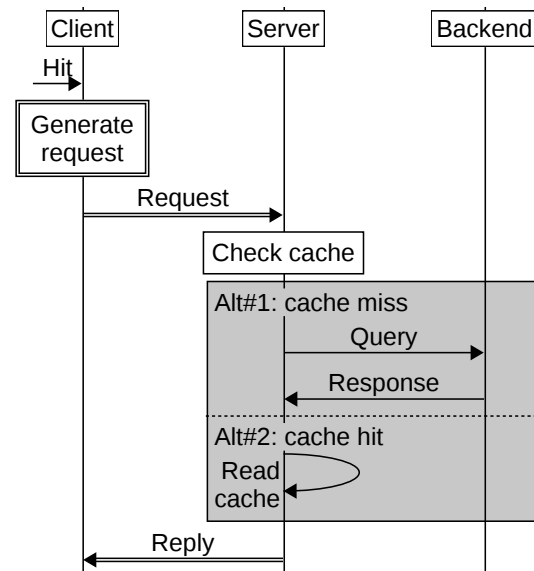 Client
Server
Backend
Hit
Generate
request
Request
Check cache
Alt#1: cache miss
Query
Response
Alt#2: cache hit
Read
cache
Reply